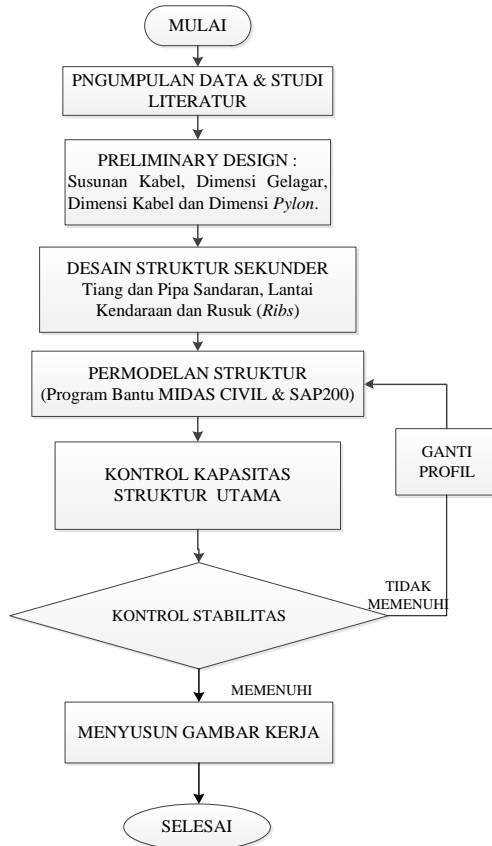 MULAI
PNGUMPULAN DATA & STUDI
LITERATUR
PRELIMINARY DESIGN :
Susunan Kabel, Dimensi Gelagar,
Dimensi Kabel dan Dimensi Pylon.
DESAIN STRUKTUR SEKUNDER
Tiang dan Pipa Sandaran, Lantai
Kendaraan dan Rusuk (Ribs)
PERMODELAN STRUKTUR
(Program Bantu MIDAS CIVIL & SAP200)
GANTI
PROFIL
KONTROL KAPASITAS
STRUKTUR UTAMA
KONTROL STABILITAS
TIDAK
MEMENUHI
MEMENUHI
MENYUSUN GAMBAR KERJA
SELESAI